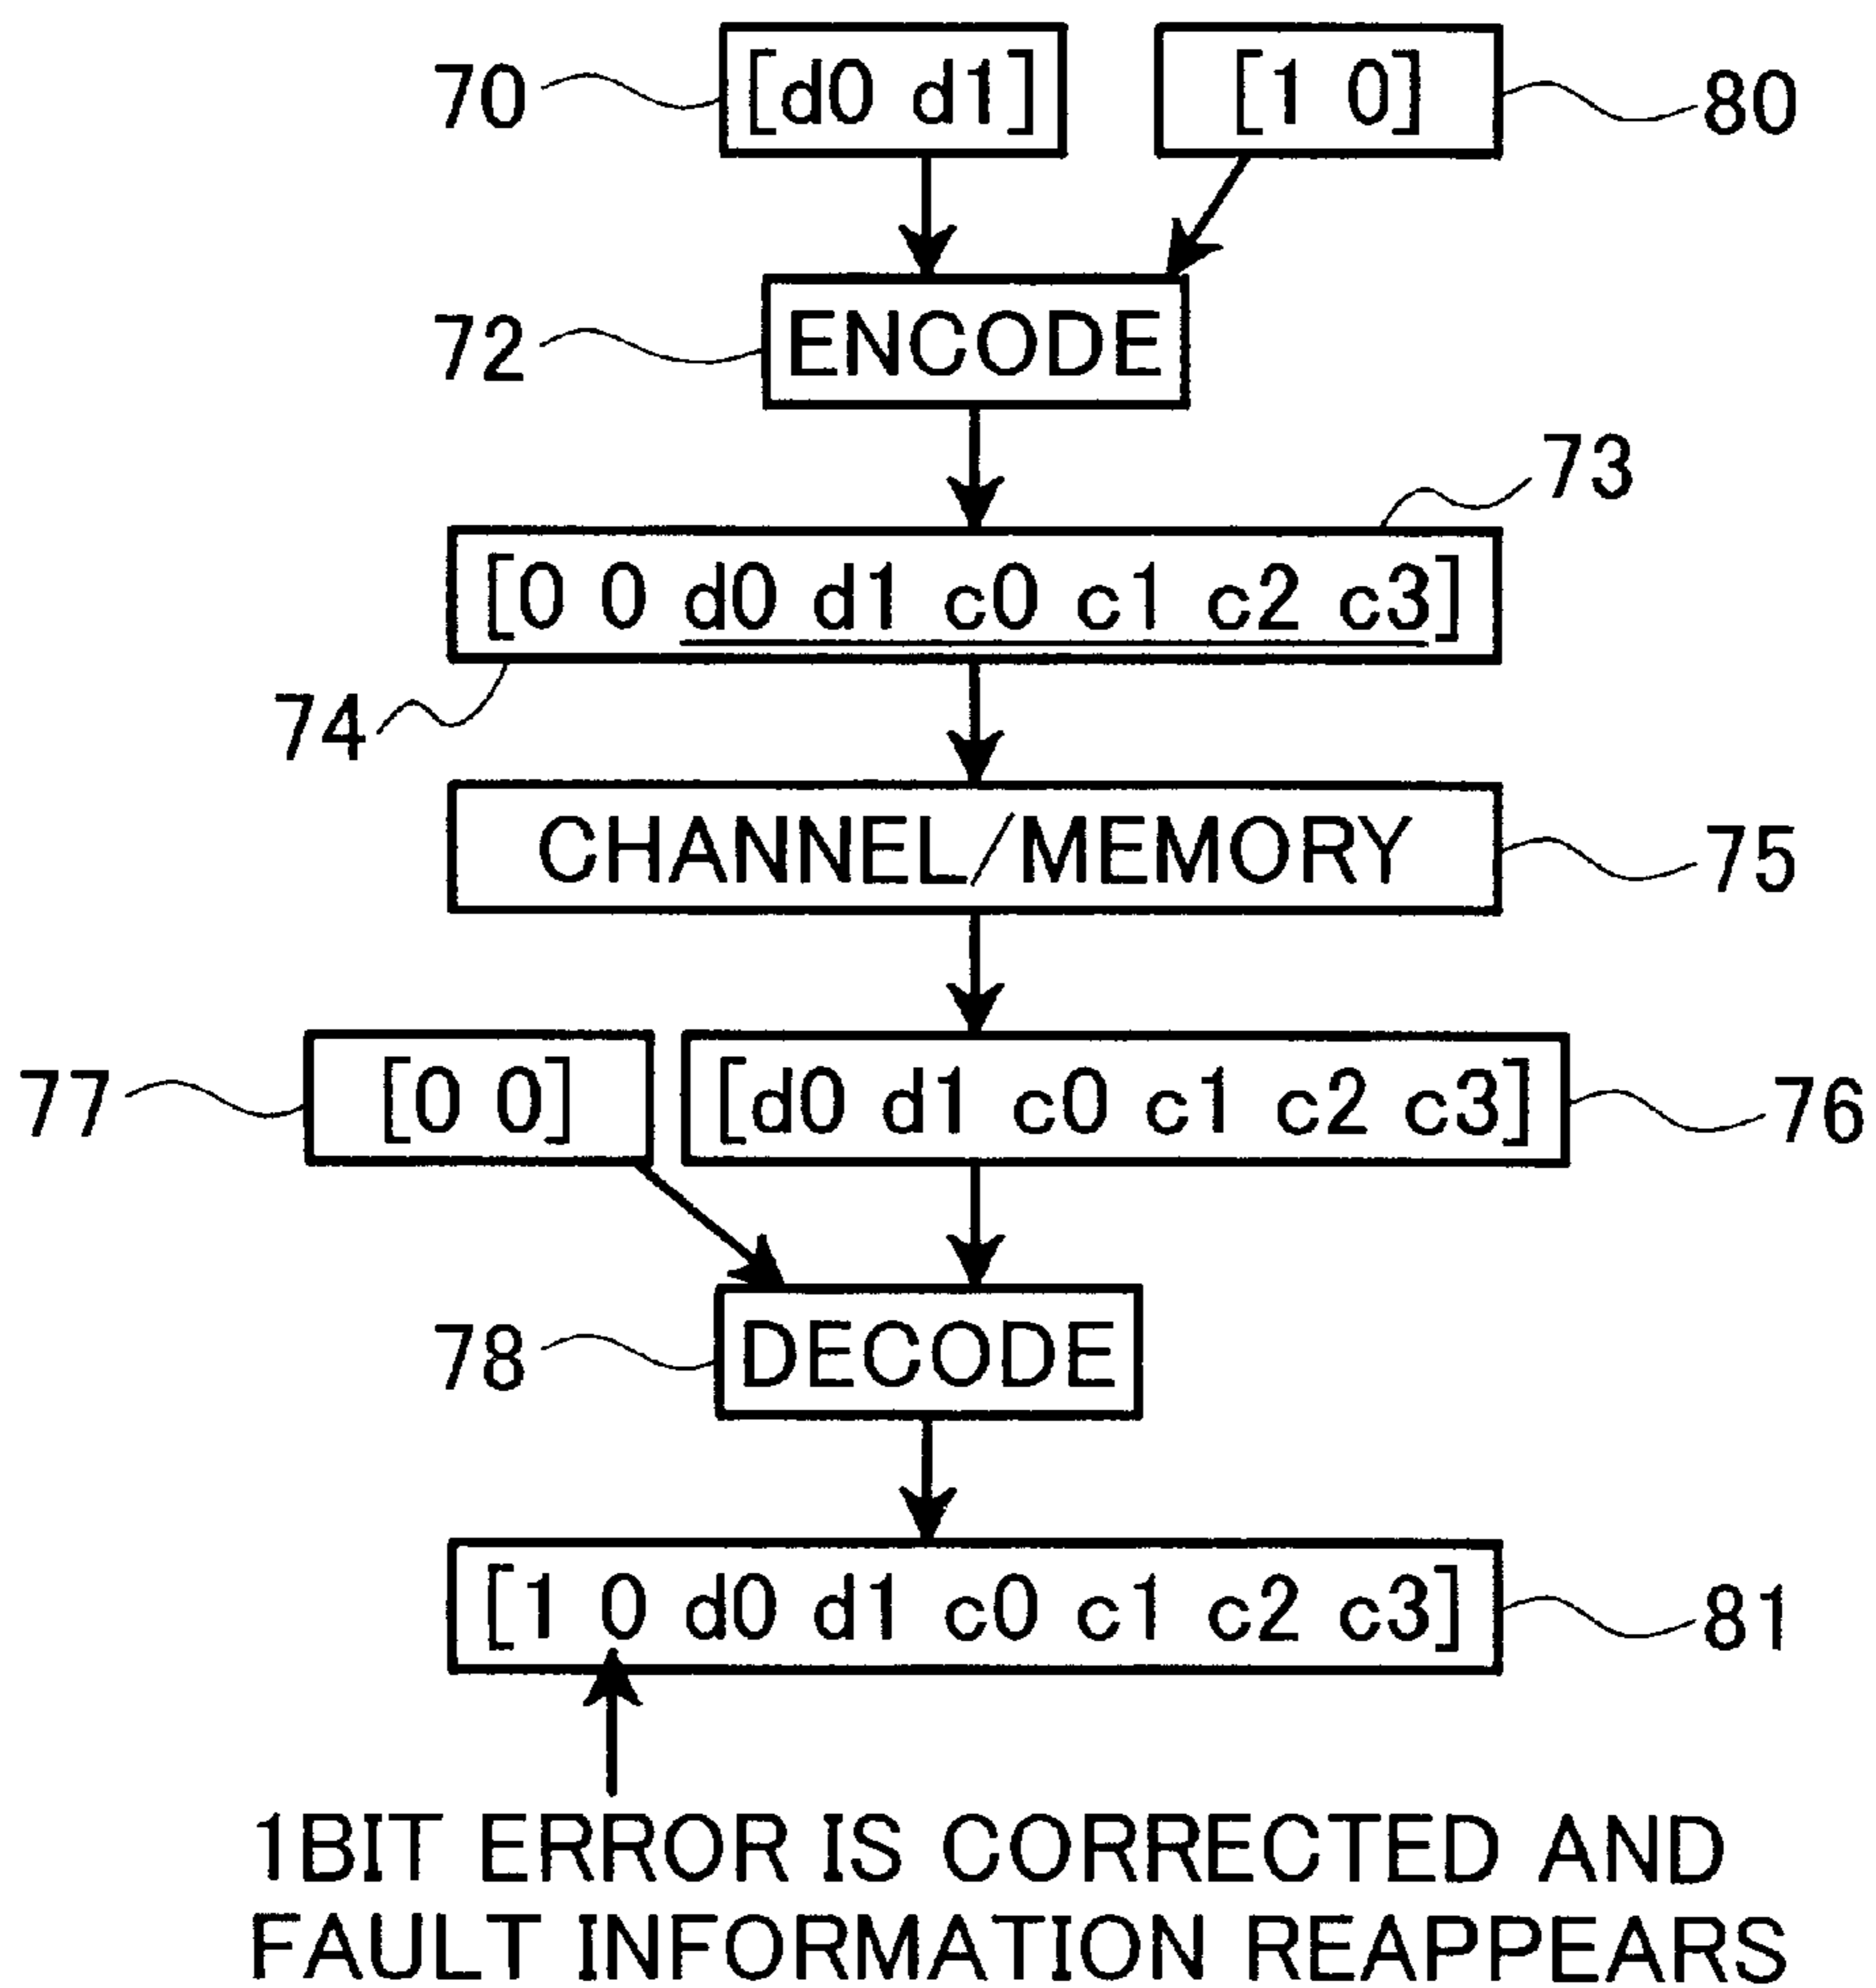 70 [d0 d1] [1 0] 80
72 ENCODE
73
[0 0 d0 d1 c0 c1 c2 c3]
74
CHANNEL/MEMORY 75
77 [0 0] [d0 d1 c0 c1 c2 c3] 76
78 DECODE
[1 0 d0 d1 c0 c1 c2 c3] 81
1BIT ERROR IS CORRECTED AND
FAULT INFORMATION REAPPEARS